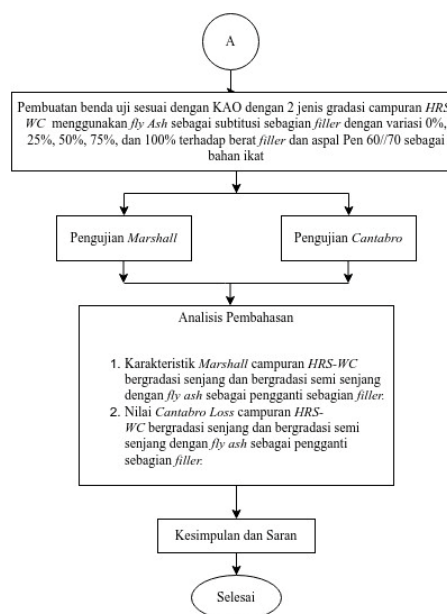 A
Pembuatan benda uji sesuai dengan KAO dengan 2 jenis gradasi campuran HRS-
WC menggunakan fly Ash sebagai subtitusi sebagian filler dengan variasi 0%,
25%, 50%, 75%, dan 100% terhadap berat filler dan aspal Pen 60//70 sebagai
bahan ikat
Pengujian Marshall
Pengujian Cantabro
Analisis Pembahasan
1. Karakteristik Marshall campuran HRS-WC
bergradasi senjang dan bergradasi semi senjang
dengan fly ash sebagai pengganti sebagian filler.
2. Nilai Cantabro Loss campuran HRS-
WC bergradasi senjang dan bergradasi semi
senjang dengan fly ash sebagai pengganti
sebagian filler.
Kesimpulan dan Saran
Selesai